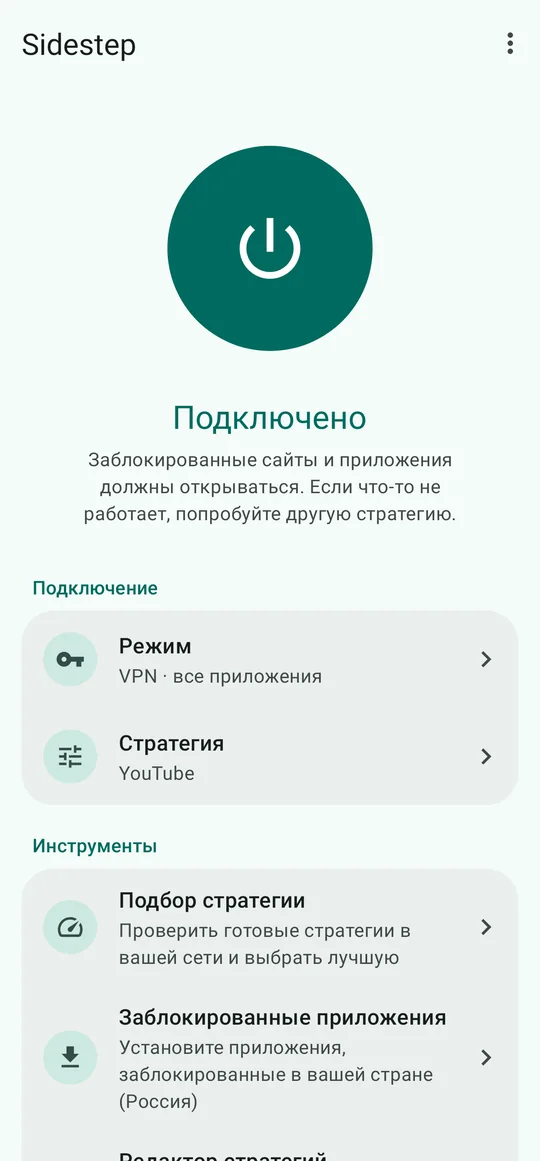 Sidestep
Подключено
Заблокированные сайты и приложения
должны открываться. Если что-то не
работает, попробуйте другую стратегию.
Подключение
Режим
VPN · все приложения
Стратегия
YouTube
Инструменты
Подбор стратегии
Проверить готовые стратегии в
вашей сети и выбрать лучшую
Заблокированные приложения
Установите приложения,
заблокированные в вашей стране
(Россия)
Редактор стратегий